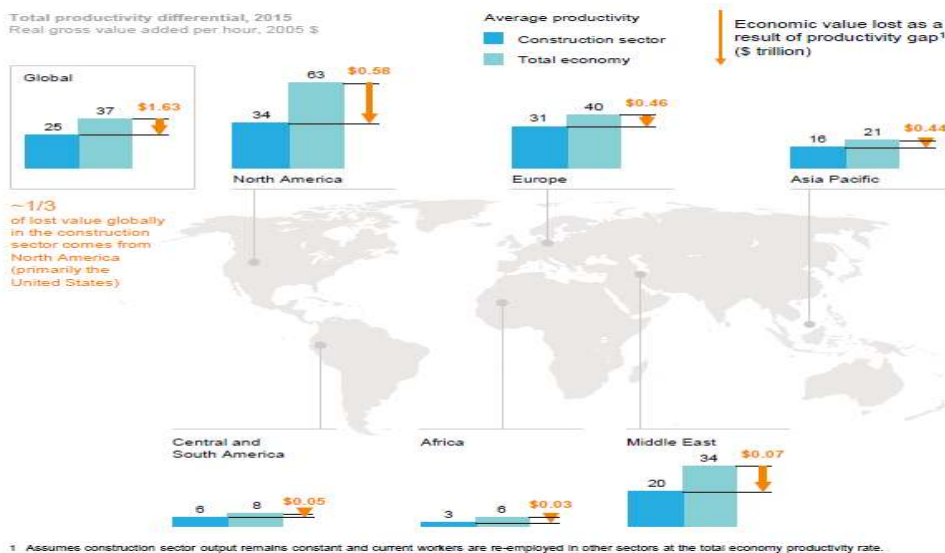 Total productivity differential, 2015
Real gross value added per hour, 2005 $
Average productivity
Construction sector
Total economy
Economic value lost as a
result of productivity gap¹
($ trillion)
Global
25
37
$1.63
34
63
$0.58
North America
31
40
$0.46
Europe
16
21
$0.44
Asia Pacific
~1/3
of lost value globally
in the construction
sector comes from
North America
(primarily the
United States)
Central and
South America
6
8
$0.05
Africa
3
6
$0.03
Middle East
20
34
$0.07
1 Assumes construction sector output remains constant and current workers are re-employed in other sectors at the total economy productivity rate.